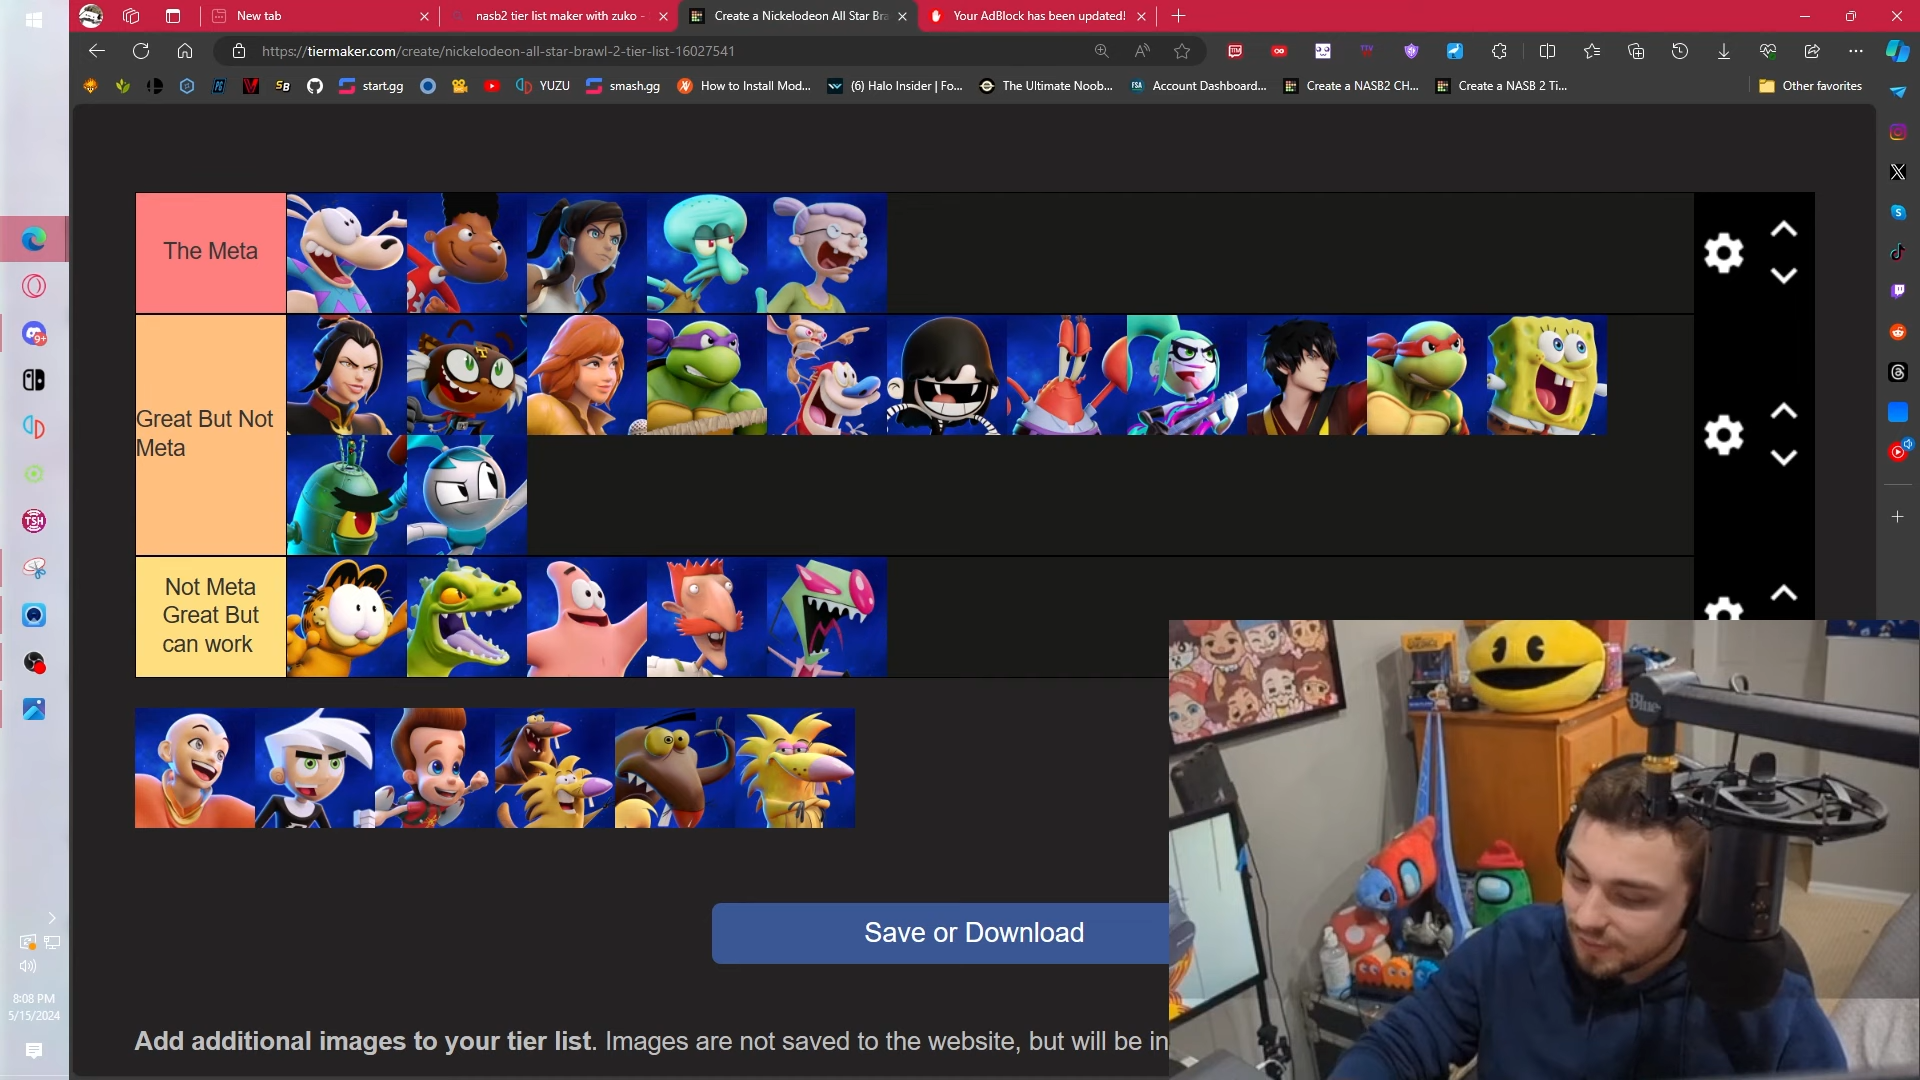 New tab
nasb2 tier list maker with zuko -
Create a Nickelodeon All Star Bra
Your AdBlock has been updated!
https://tiermaker.com/create/nickelodeon-all-star-brawl-2-tier-list-16027541
start.gg
YUZU
smash.gg
How to Install Mod...
(6) Halo Insider | Fo...
The Ultimate Noob...
FSA
Account Dashboard...
Create a NASB2 CH...
Create a NASB 2 Ti...
Other favorites
The Meta
Great But Not
Meta
Not Meta
Great But
can work
Save or Download
Add additional images to your tier list. Images are not saved to the website, but will be in
9+
TSH
8:08 PM
5/15/2024
Blue